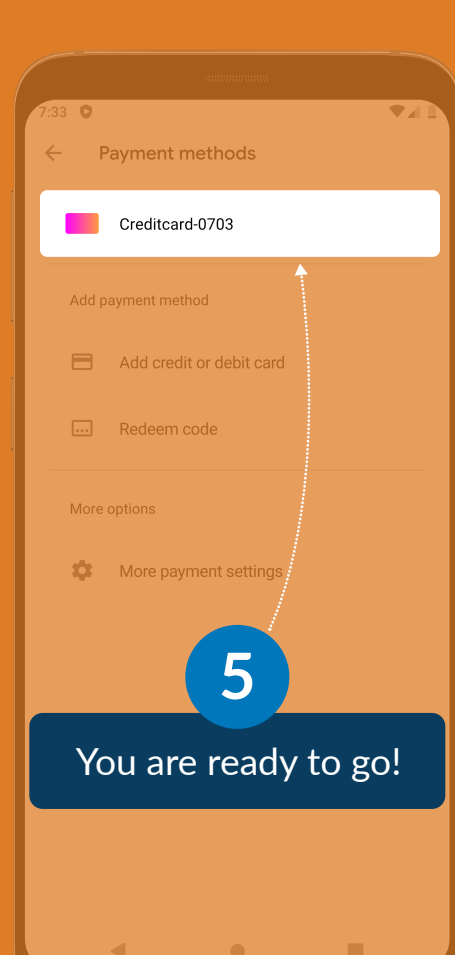 7:33
Payment methods
Creditcard-0703
Add payment method
Add credit or debit card
Redeem code
More options
More payment settings
5
You are ready to go!